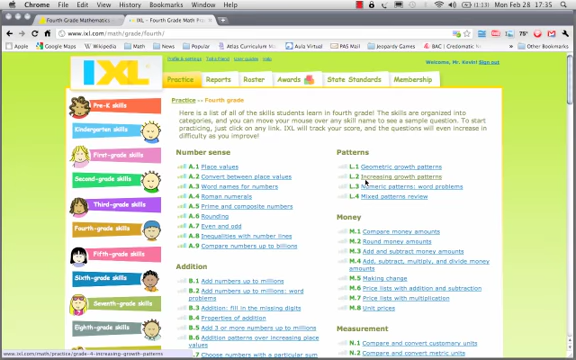 Chrome File Edit View History Bookmarks Window Help
(1:13) Mon Feb 28 17:35
Fourth Grade Mathematics
IXL - Fourth Grade Math Pr
www.ixl.com/math/grade/fourth/
Apple Wikipedia News Popular Atlas Curriculum Aula Virtual PAS Mail Jeopardy Games BAC | Credomatic N Other Bookmarks
Welcome, Mr. Kevin! Sign out
IXL
Practice Reports Roster Awards State Standards Membership
Practice > Fourth grade
Here is a list of all of the skills students learn in fourth grade! The skills are organized into
categories, and you can move your mouse over any skill name to see a sample question. To start
practicing, just click on any link. IXL will track your score, and the questions will even increase in
difficulty as you improve!
Pre-K skills
Kindergarten skills
First-grade skills
Second-grade skills
Third-grade skills
Fourth-grade skills
Fifth-grade skills
Sixth-grade skills
Seventh-grade skills
Eighth-grade skills
Number sense
A.1 Place values
A.2 Convert between place values
A.3 Word names for numbers
A.4 Roman numerals
A.5 Prime and composite numbers
A.6 Rounding
A.7 Even and odd
A.8 Inequalities with number lines
A.9 Compare numbers up to billions
Addition
B.1 Add numbers up to millions
B.2 Add numbers up to millions: word
problems
B.3 Addition: fill in the missing digits
B.4 Properties of addition
B.5 Add 3 or more numbers up to millions
B.6 Addition patterns over increasing place
values
B.7 Choose numbers with a particular sum
Patterns
L.1 Geometric growth patterns
L.2 Increasing growth patterns
L.3 Numeric patterns: word problems
L.4 Mixed patterns review
Money
M.1 Compare money amounts
M.2 Round money amounts
M.3 Add and subtract money amounts
M.4 Add, subtract, multiply, and divide money
amounts
M.5 Making change
M.6 Price lists with addition and subtraction
M.7 Price lists with multiplication
M.8 Unit prices
Measurement
N.1 Compare and convert customary units
N.2 Compare and convert metric units
www.ixl.com/math/practice/grade-4-increasing-growth-patterns